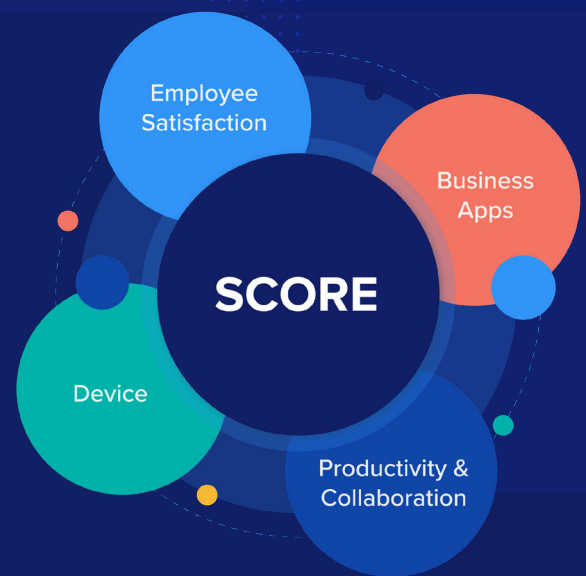 Employee
Satisfaction
Business
Apps
SCORE
Device
Productivity &
Collaboration